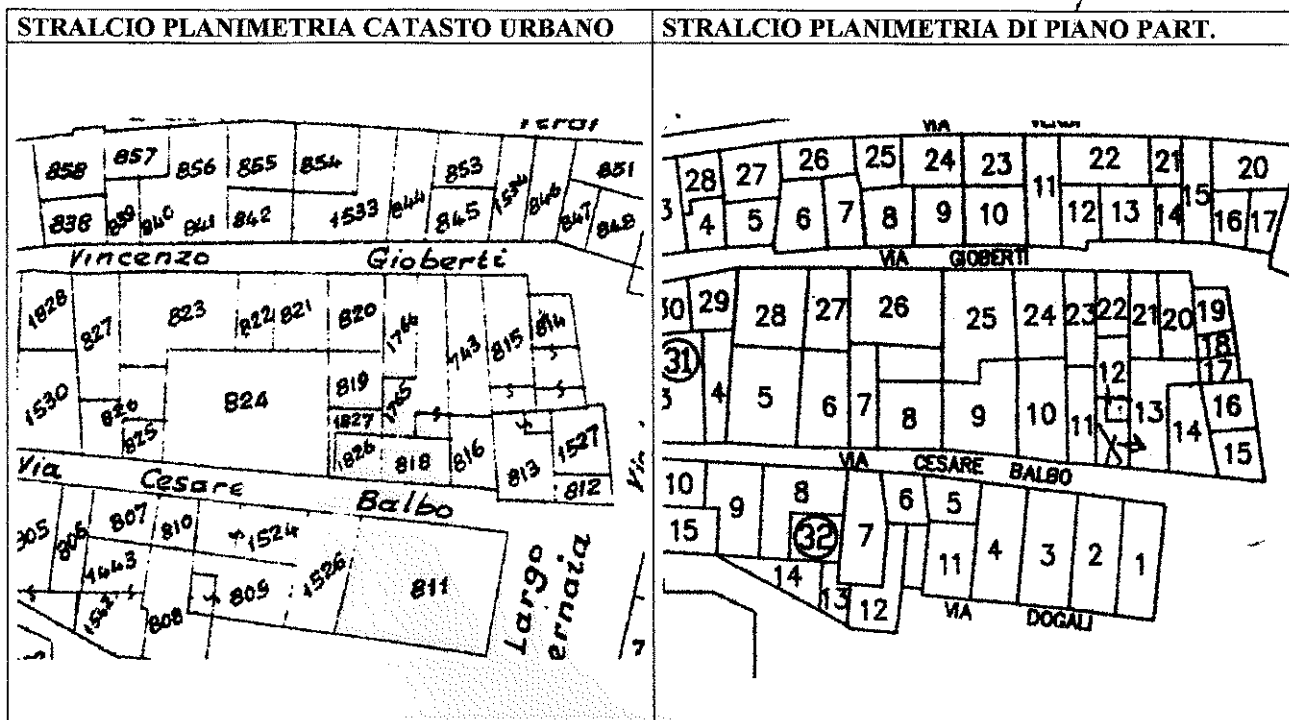 STRALCIO PLANIMETRIA CATASTO URBANO
858 857 856 855 854 853 1534 846 851
838 839 840 841 842 1533 844 845 847 848
Vincenzo Gioberti
1828 827 823 822 821 820 1764 743 815 814
1530 826 825 824 819 1827 1765
1826 818 816 813 1527 812
Via Cesare Balbo
805 806 807 810 1524
1443 808 809 1526 811
Largo
ernaia
7
STRALCIO PLANIMETRIA DI PIANO PART.
VIA
28 27 26 25 24 23 11 22 21 15 20
3 4 5 6 7 8 9 10 12 13 14 16 17
VIA GIOBERTI
30 29 28 27 26 25 24 23 22 21 20 19
18
31 17
3 4 5 6 7 8 9 10 11 12 13 14 16
15
VIA CESARE BALBO
10 9 8 6 5
15 32 7 11 4 3 2 1
14 13 12
VIA DOGALI